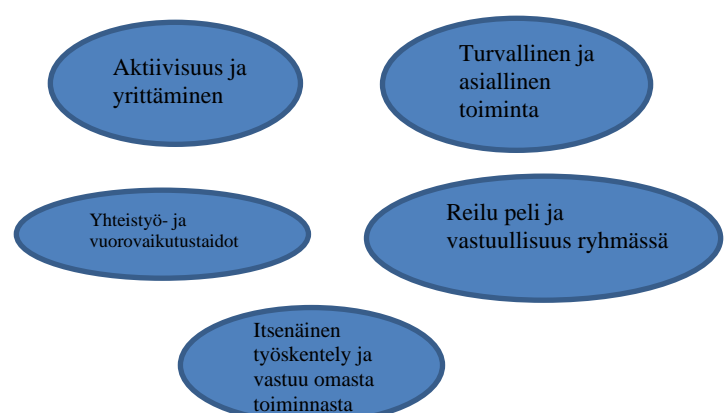 Aktiivisuus ja
yrittäminen
Turvallinen ja
asiallinen
toiminta
Yhteistyö- ja
vuorovaikutustaidot
Reilu peli ja
vastuullisuus ryhmässä
Itsenäinen
työskentely ja
vastuu omasta
toiminnasta